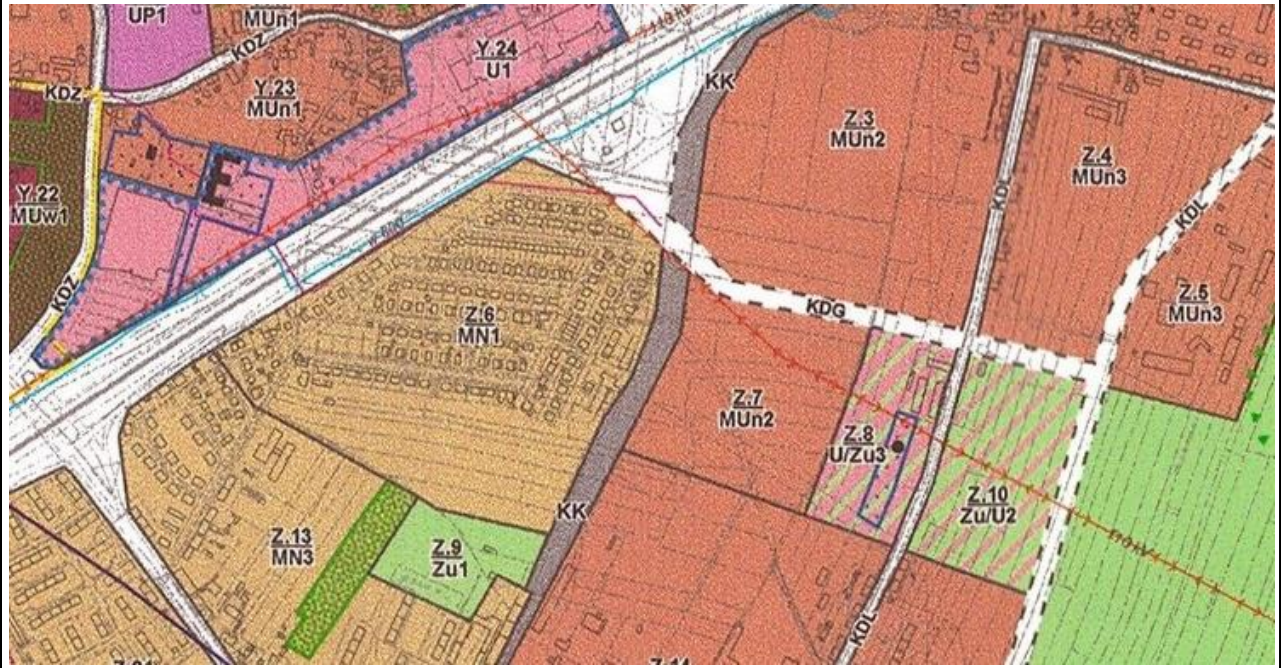 UP1
MUn1
KDZ
Y.24
U1
KDZ
Y.23
MUn1
KK
Z.3
MUn2
Z.4
MUn3
Y.22
MUw1
KDL
KDL
KDZ
Z.5
MUn3
Z.6
MN1
KDG
Z.7
MUn2
Z.8
U/Zu3
Z.10
Zu/U2
KK
Z.13
MN3
Z.9
Zu1
KDL